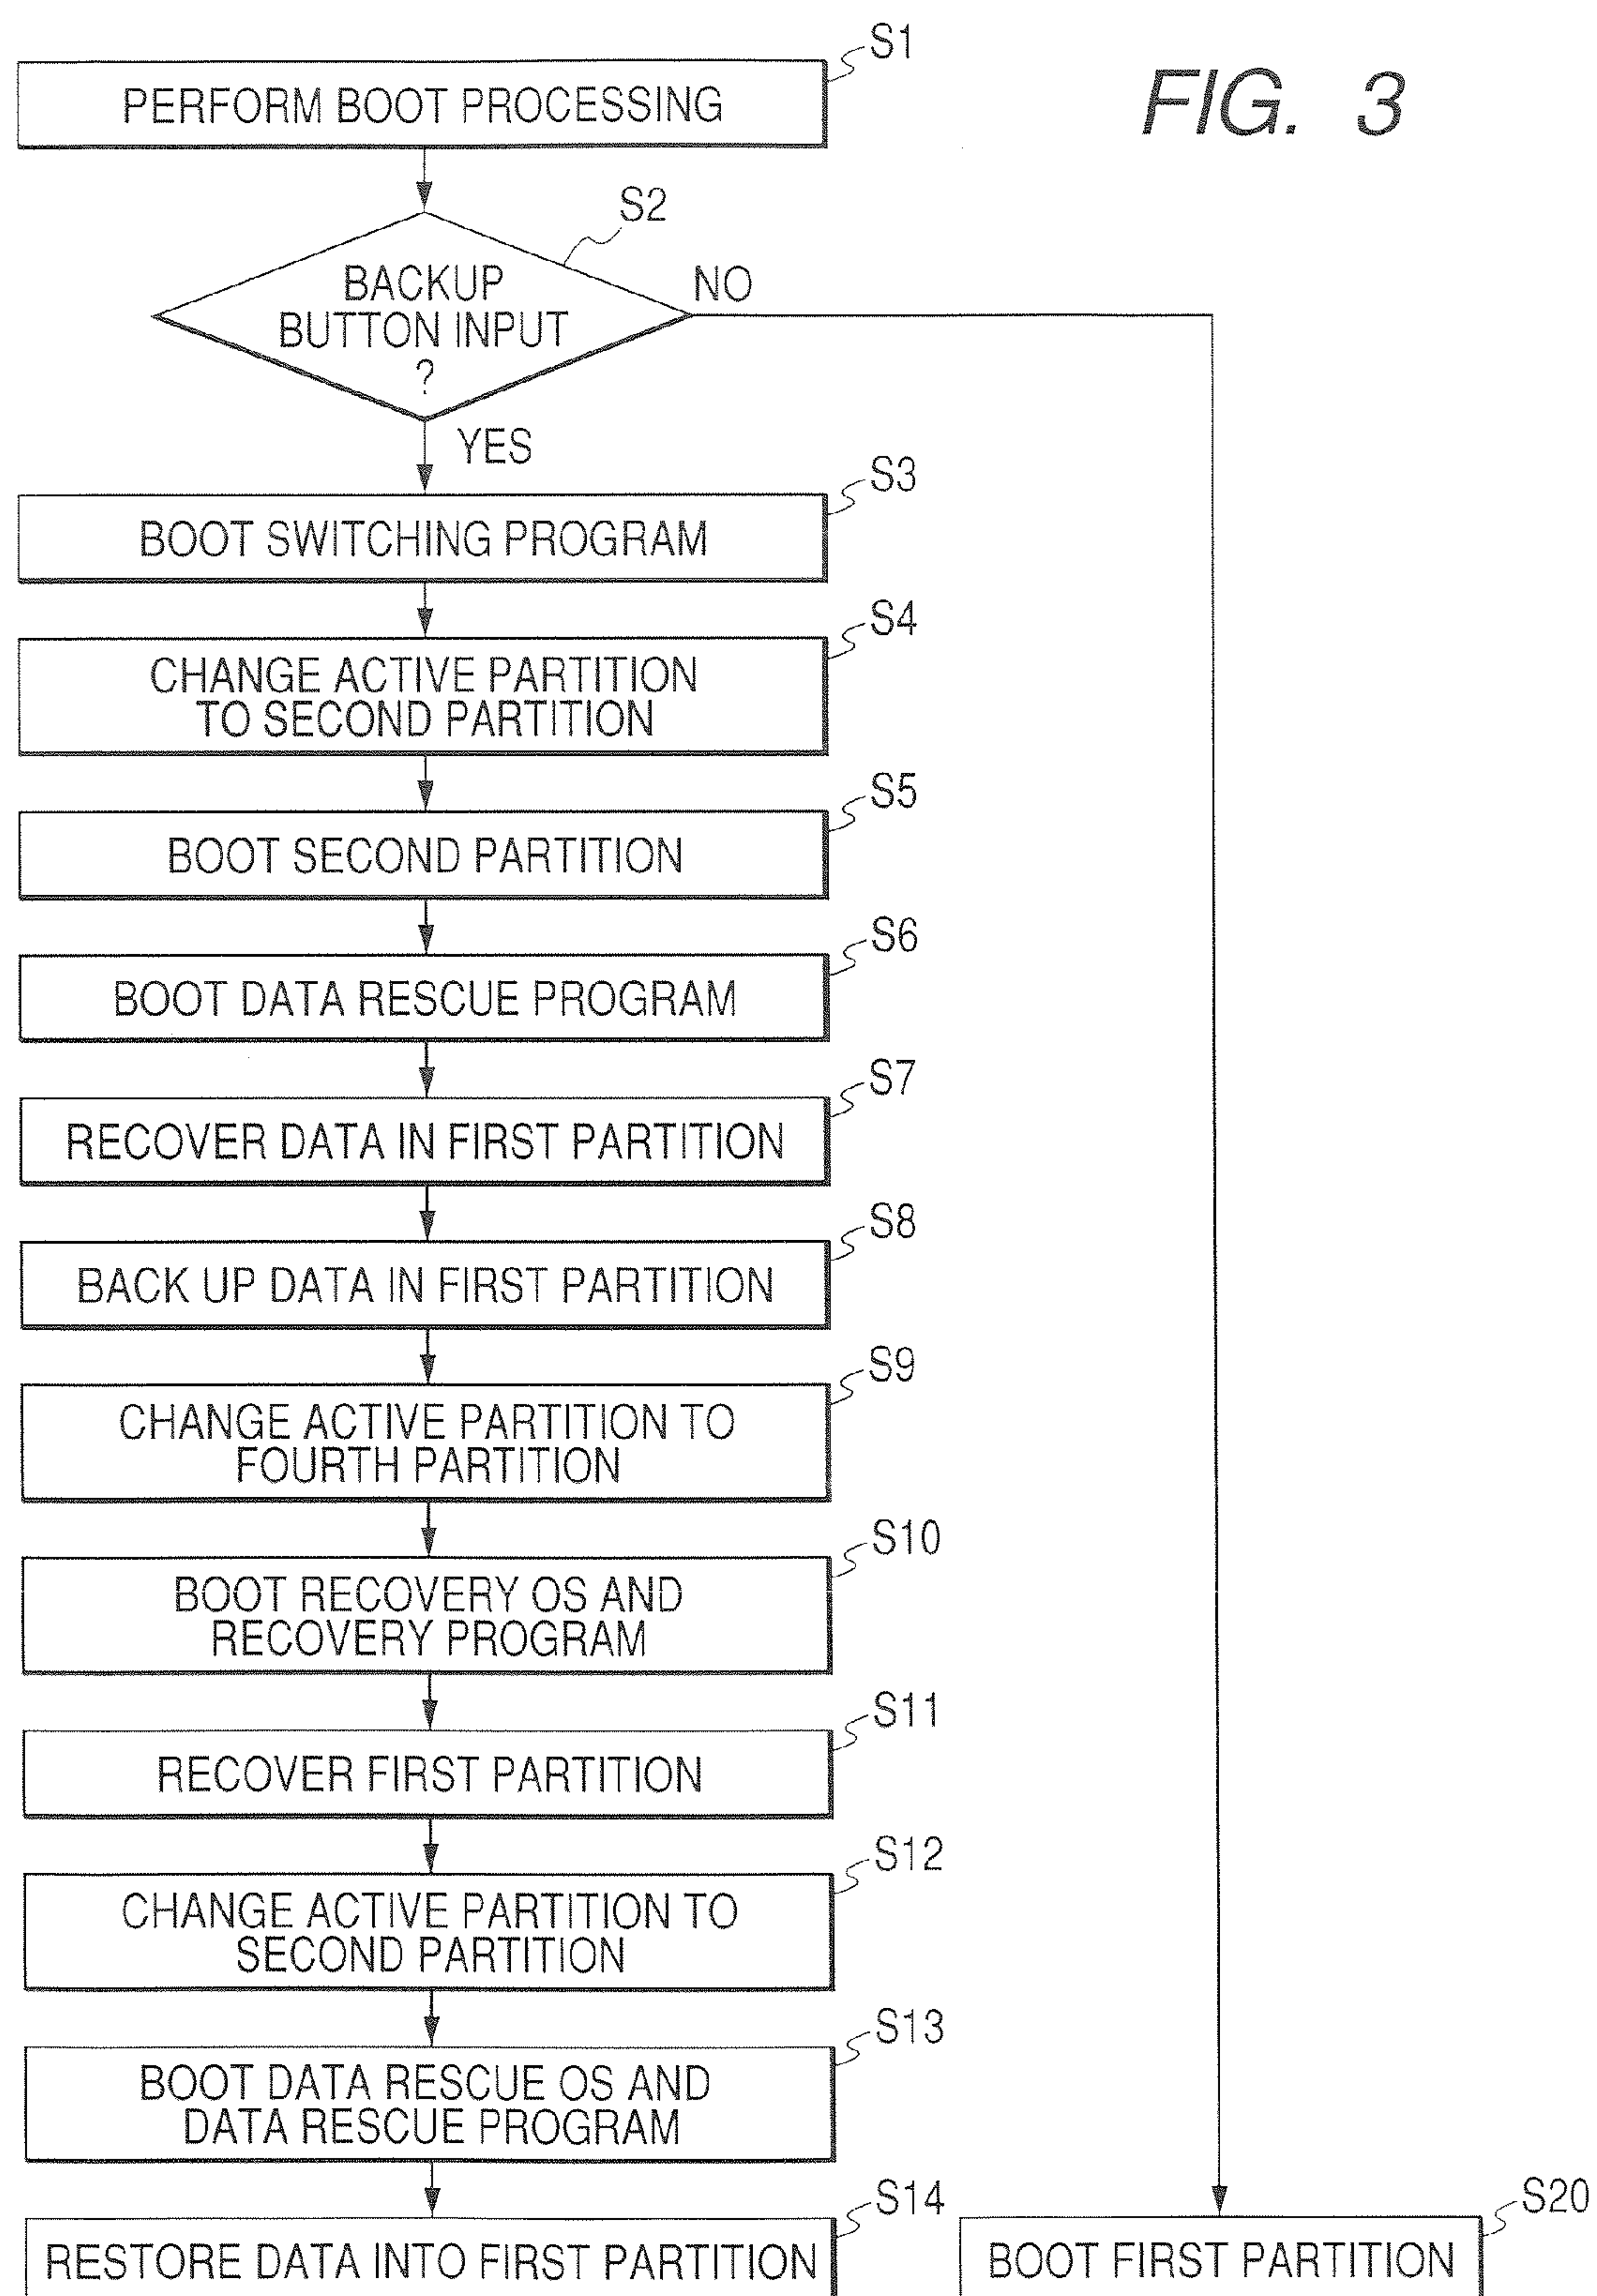 S1
FIG. 3
PERFORM BOOT PROCESSING
S2
BACKUP
BUTTON INPUT
?
NO
YES
S3
BOOT SWITCHING PROGRAM
S4
CHANGE ACTIVE PARTITION
TO SECOND PARTITION
S5
BOOT SECOND PARTITION
S6
BOOT DATA RESCUE PROGRAM
S7
RECOVER DATA IN FIRST PARTITION
S8
BACK UP DATA IN FIRST PARTITION
S9
CHANGE ACTIVE PARTITION TO
FOURTH PARTITION
S10
BOOT RECOVERY OS AND
RECOVERY PROGRAM
S11
RECOVER FIRST PARTITION
S12
CHANGE ACTIVE PARTITION TO
SECOND PARTITION
S13
BOOT DATA RESCUE OS AND
DATA RESCUE PROGRAM
S14
RESTORE DATA INTO FIRST PARTITION
S20
BOOT FIRST PARTITION